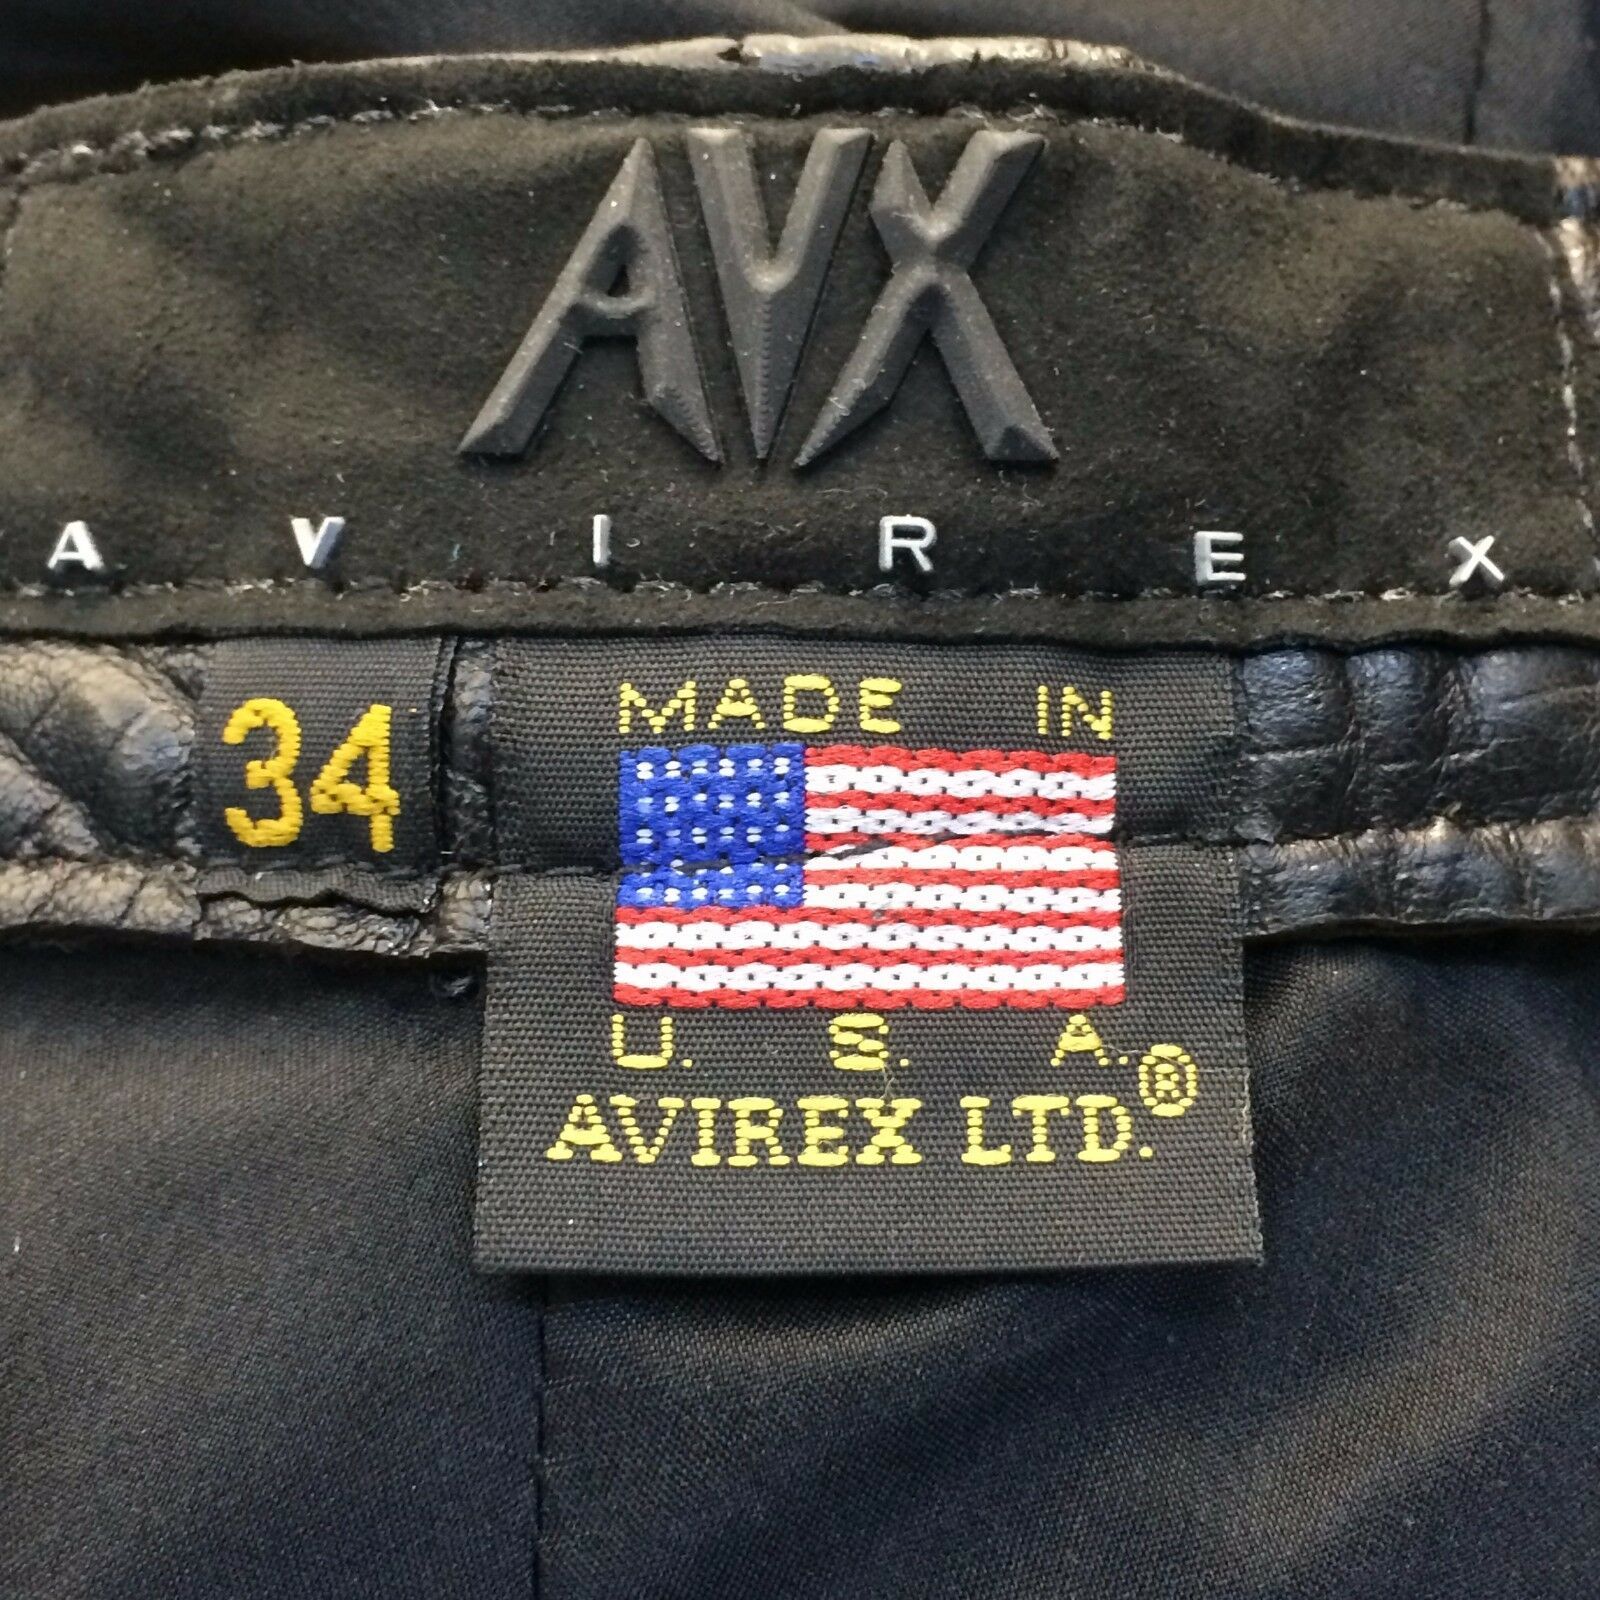 AVX
AVIREX
34
MADE IN
U. S. A.®
AVIREX LTD.